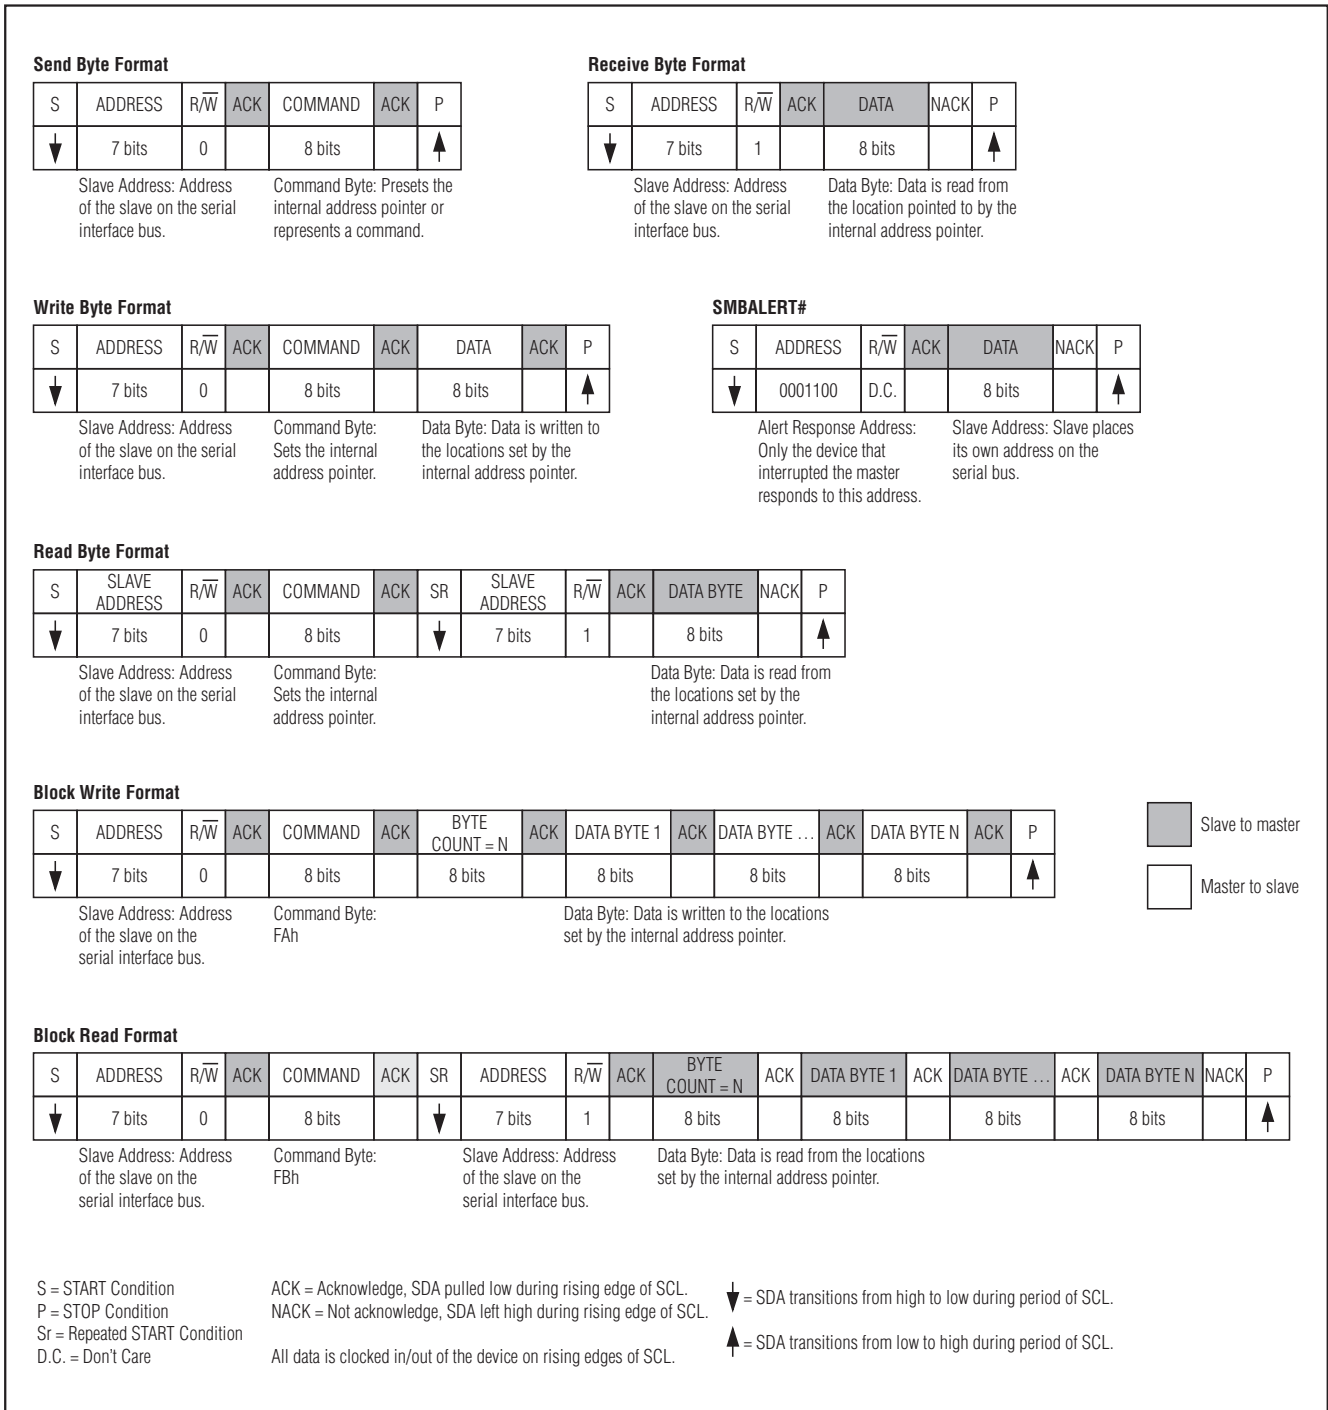 Send Byte Format
S ADDRESS R/W̅ ACK COMMAND ACK P
7 bits 0 8 bits
Slave Address: Address
of the slave on the serial
interface bus.
Command Byte: Presets the
internal address pointer or
represents a command.
Receive Byte Format
S ADDRESS R/W̅ ACK DATA NACK P
7 bits 1 8 bits
Slave Address: Address
of the slave on the serial
interface bus.
Data Byte: Data is read from
the location pointed to by the
internal address pointer.
Write Byte Format
S ADDRESS R/W̅ ACK COMMAND ACK DATA ACK P
7 bits 0 8 bits 8 bits
Slave Address: Address
of the slave on the serial
interface bus.
Command Byte:
Sets the internal
address pointer.
Data Byte: Data is written to
the locations set by the
internal address pointer.
SMBALERT#
S ADDRESS R/W̅ ACK DATA NACK P
0001100 D.C. 8 bits
Alert Response Address:
Only the device that
interrupted the master
responds to this address.
Slave Address: Slave places
its own address on the
serial bus.
Read Byte Format
S SLAVE ADDRESS R/W̅ ACK COMMAND ACK SR SLAVE ADDRESS R/W̅ ACK DATA BYTE NACK P
7 bits 0 8 bits 7 bits 1 8 bits
Slave Address: Address
of the slave on the serial
interface bus.
Command Byte:
Sets the internal
address pointer.
Data Byte: Data is read from
the locations set by the
internal address pointer.
Block Write Format
S ADDRESS R/W̅ ACK COMMAND ACK BYTE COUNT = N ACK DATA BYTE 1 ACK DATA BYTE … ACK DATA BYTE N ACK P
7 bits 0 8 bits 8 bits 8 bits 8 bits 8 bits
Slave Address: Address
of the slave on the
serial interface bus.
Command Byte:
FAh
Data Byte: Data is written to the locations
set by the internal address pointer.
Slave to master
Master to slave
Block Read Format
S ADDRESS R/W̅ ACK COMMAND ACK SR ADDRESS R/W̅ ACK BYTE COUNT = N ACK DATA BYTE 1 ACK DATA BYTE … ACK DATA BYTE N NACK P
7 bits 0 8 bits 7 bits 1 8 bits 8 bits 8 bits 8 bits
Slave Address: Address
of the slave on the
serial interface bus.
Command Byte:
FBh
Slave Address: Address
of the slave on the
serial interface bus.
Data Byte: Data is read from the locations
set by the internal address pointer.
S = START Condition
P = STOP Condition
Sr = Repeated START Condition
D.C. = Don't Care
ACK = Acknowledge, SDA pulled low during rising edge of SCL.
NACK = Not acknowledge, SDA left high during rising edge of SCL.
All data is clocked in/out of the device on rising edges of SCL.
= SDA transitions from high to low during period of SCL.
= SDA transitions from low to high during period of SCL.